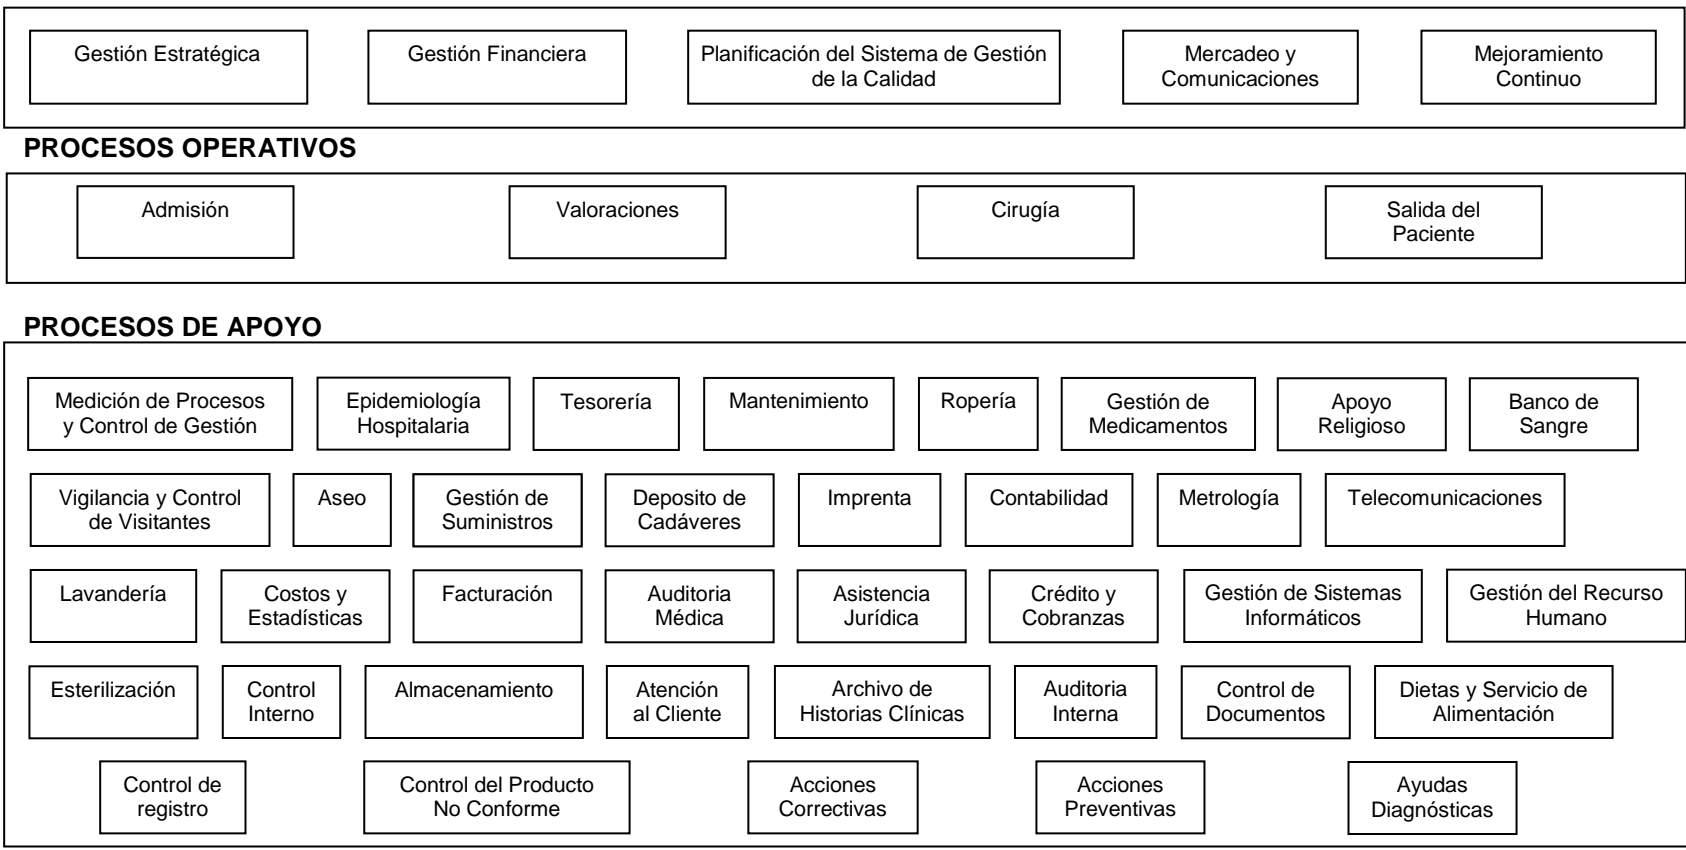 Gestión Estratégica
Gestión Financiera
Planificación del Sistema de Gestión
de la Calidad
Mercadeo y
Comunicaciones
Mejoramiento
Continuo
PROCESOS OPERATIVOS
Admisión
Valoraciones
Cirugía
Salida del
Paciente
PROCESOS DE APOYO
Medición de Procesos
y Control de Gestión
Epidemiología
Hospitalaria
Tesorería
Mantenimiento
Ropería
Gestión de
Medicamentos
Apoyo
Religioso
Banco de
Sangre
Vigilancia y Control
de Visitantes
Aseo
Gestión de
Suministros
Deposito de
Cadáveres
Imprenta
Contabilidad
Metrología
Telecomunicaciones
Lavandería
Costos y
Estadísticas
Facturación
Auditoria
Médica
Asistencia
Jurídica
Crédito y
Cobranzas
Gestión de Sistemas
Informáticos
Gestión del Recurso
Humano
Esterilización
Control
Interno
Almacenamiento
Atención
al Cliente
Archivo de
Historias Clínicas
Auditoria
Interna
Control de
Documentos
Dietas y Servicio de
Alimentación
Control de
registro
Control del Producto
No Conforme
Acciones
Correctivas
Acciones
Preventivas
Ayudas
Diagnósticas